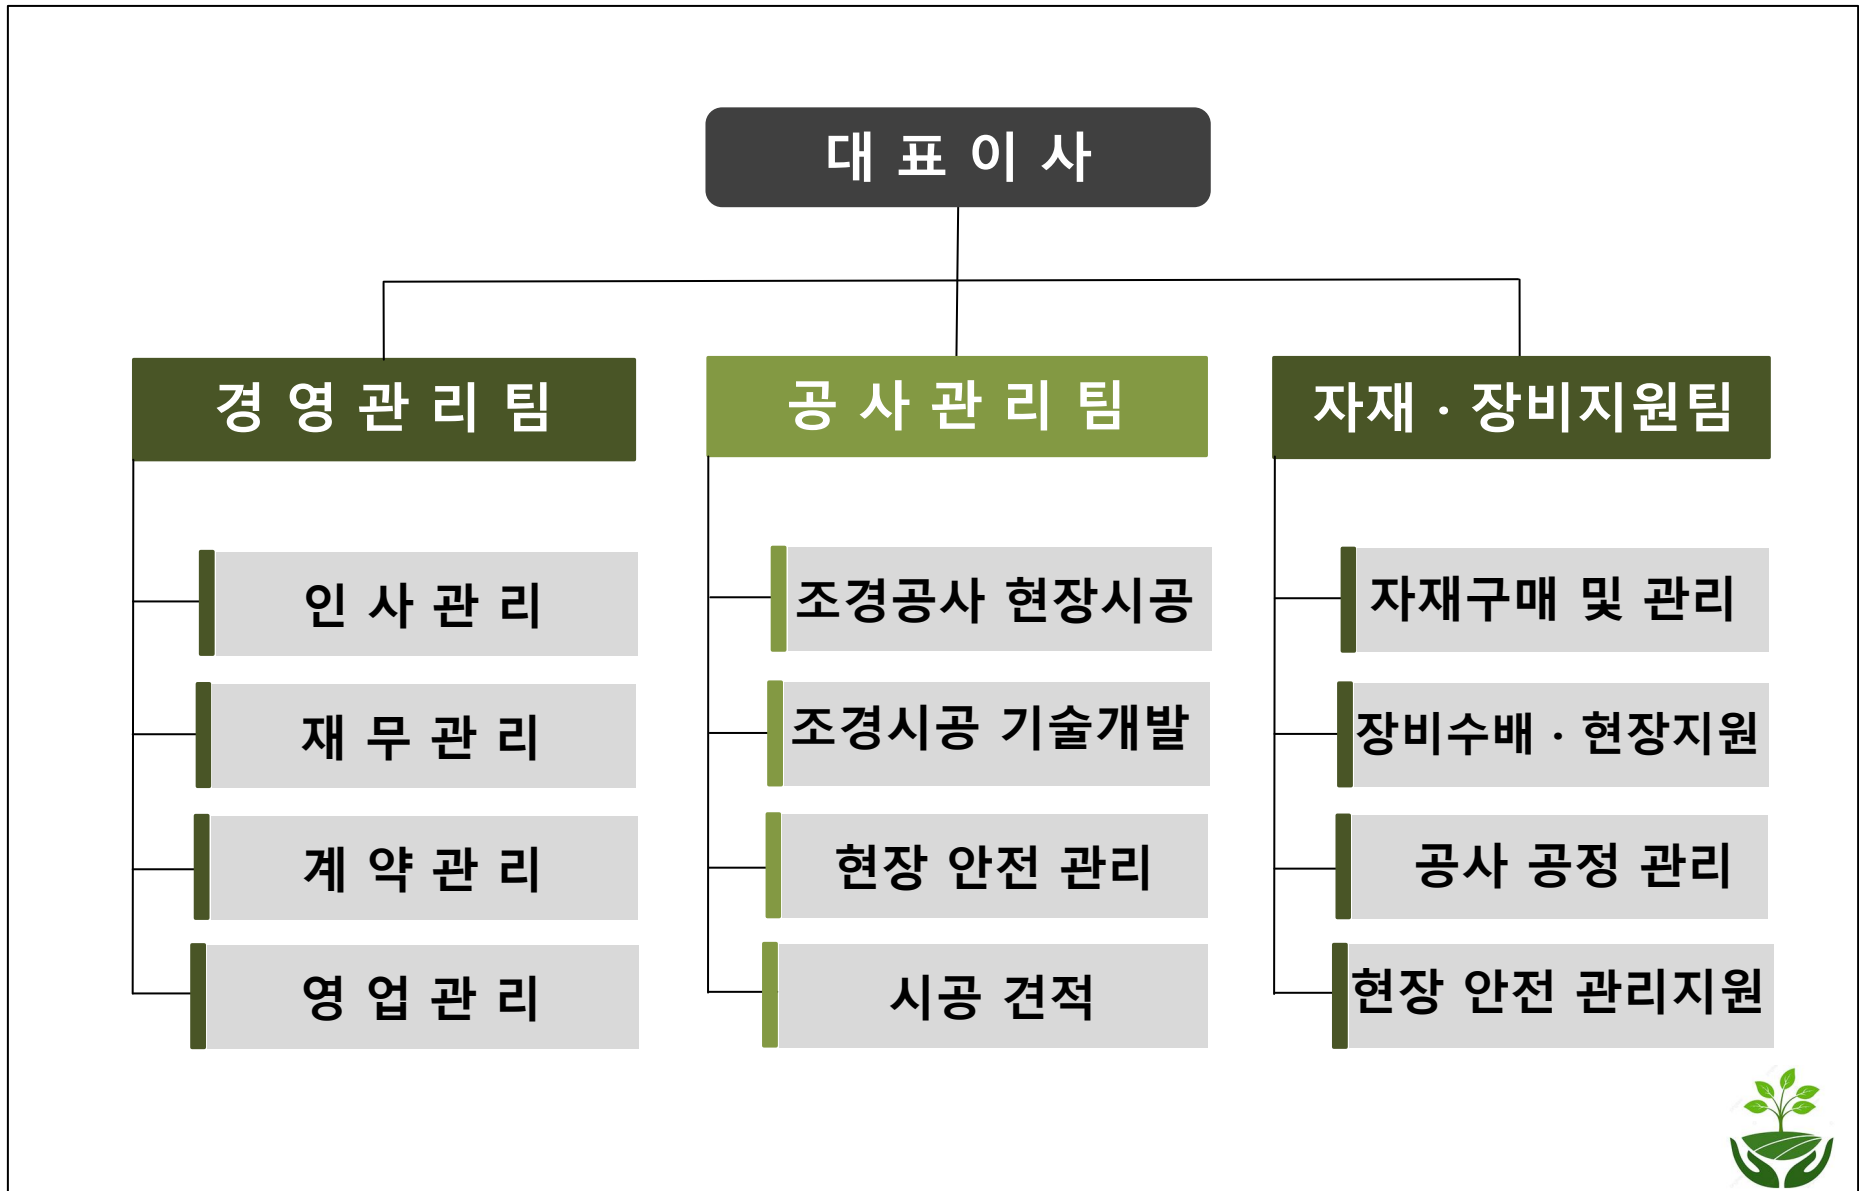 대 표 이 사
경 영 관 리 팀
인 사 관 리
재 무 관 리
계 약 관 리
영 업 관 리
공 사 관 리 팀
조경공사 현장시공
조경시공 기술개발
현장 안전 관리
시공 견적
자재 · 장비지원팀
자재구매 및 관리
장비수배 · 현장지원
공사 공정 관리
현장 안전 관리지원